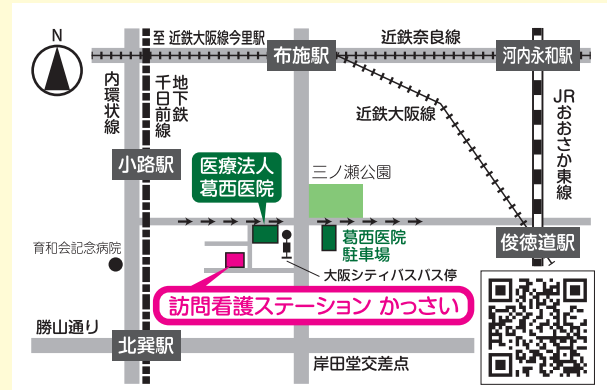 N
至 近鉄大阪線今里駅
布施駅
近鉄奈良線
河内永和駅
内環状線
地下鉄
千日前線
近鉄大阪線
JRおおさか東線
小路駅
医療法人
葛西医院
三ノ瀬公園
葛西医院
駐車場
俊徳道駅
育和会記念病院
大阪シティバスバス停
訪問看護ステーション かっさい
勝山通り
北巽駅
岸田堂交差点